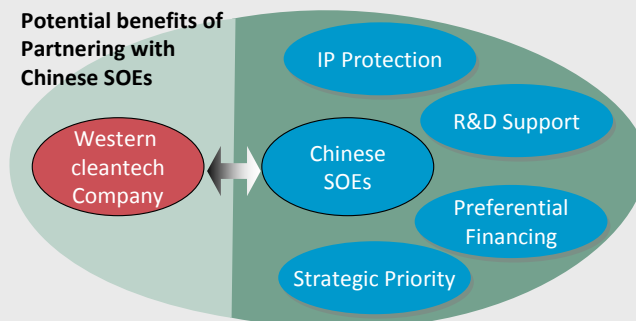 Potential benefits of
Partnering with
Chinese SOEs
IP Protection
R&D Support
Western
cleantech
Company
Chinese
SOEs
Preferential
Financing
Strategic Priority